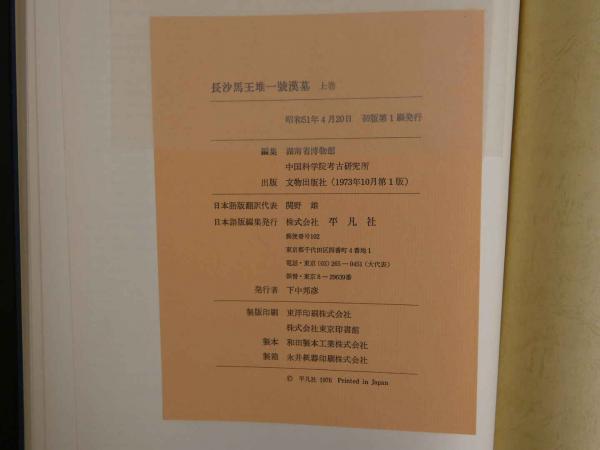 長沙馬王堆一號漢墓 上巻
昭和51年4月20日 初版第1刷発行
編集 湖南省博物館
中国科学院考古研究所
出版 文物出版社（1973年10月第1版）
日本語版翻訳代表 関野 雄
日本語版編集発行 株式会社 平凡社
郵便番号102
東京都千代田区四番町4番地1
電話・東京（03）265－0451（大代表）
振替・東京8－29639番
発行者 下中邦彦
製版印刷 東洋印刷株式会社
株式会社東京印書館
製本 和田製本工業株式会社
製箱 永井紙器印刷株式会社
© 平凡社 1976 Printed in Japan